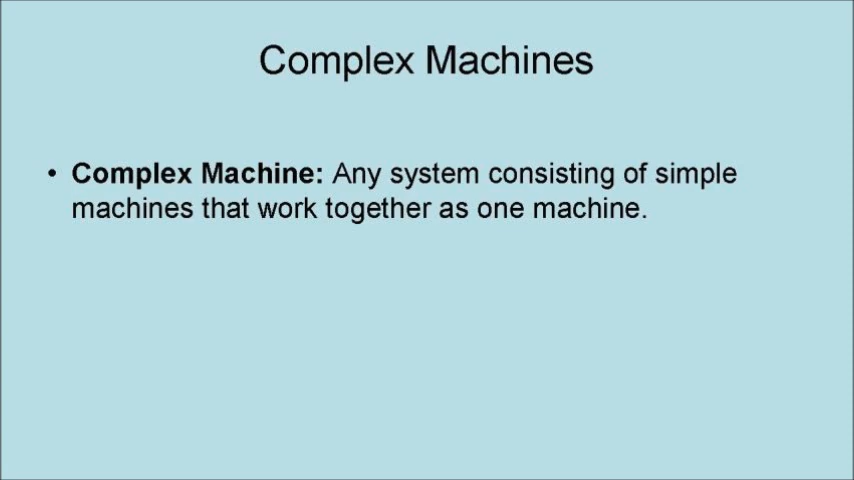 Complex Machines
• Complex Machine: Any system consisting of simple
machines that work together as one machine.